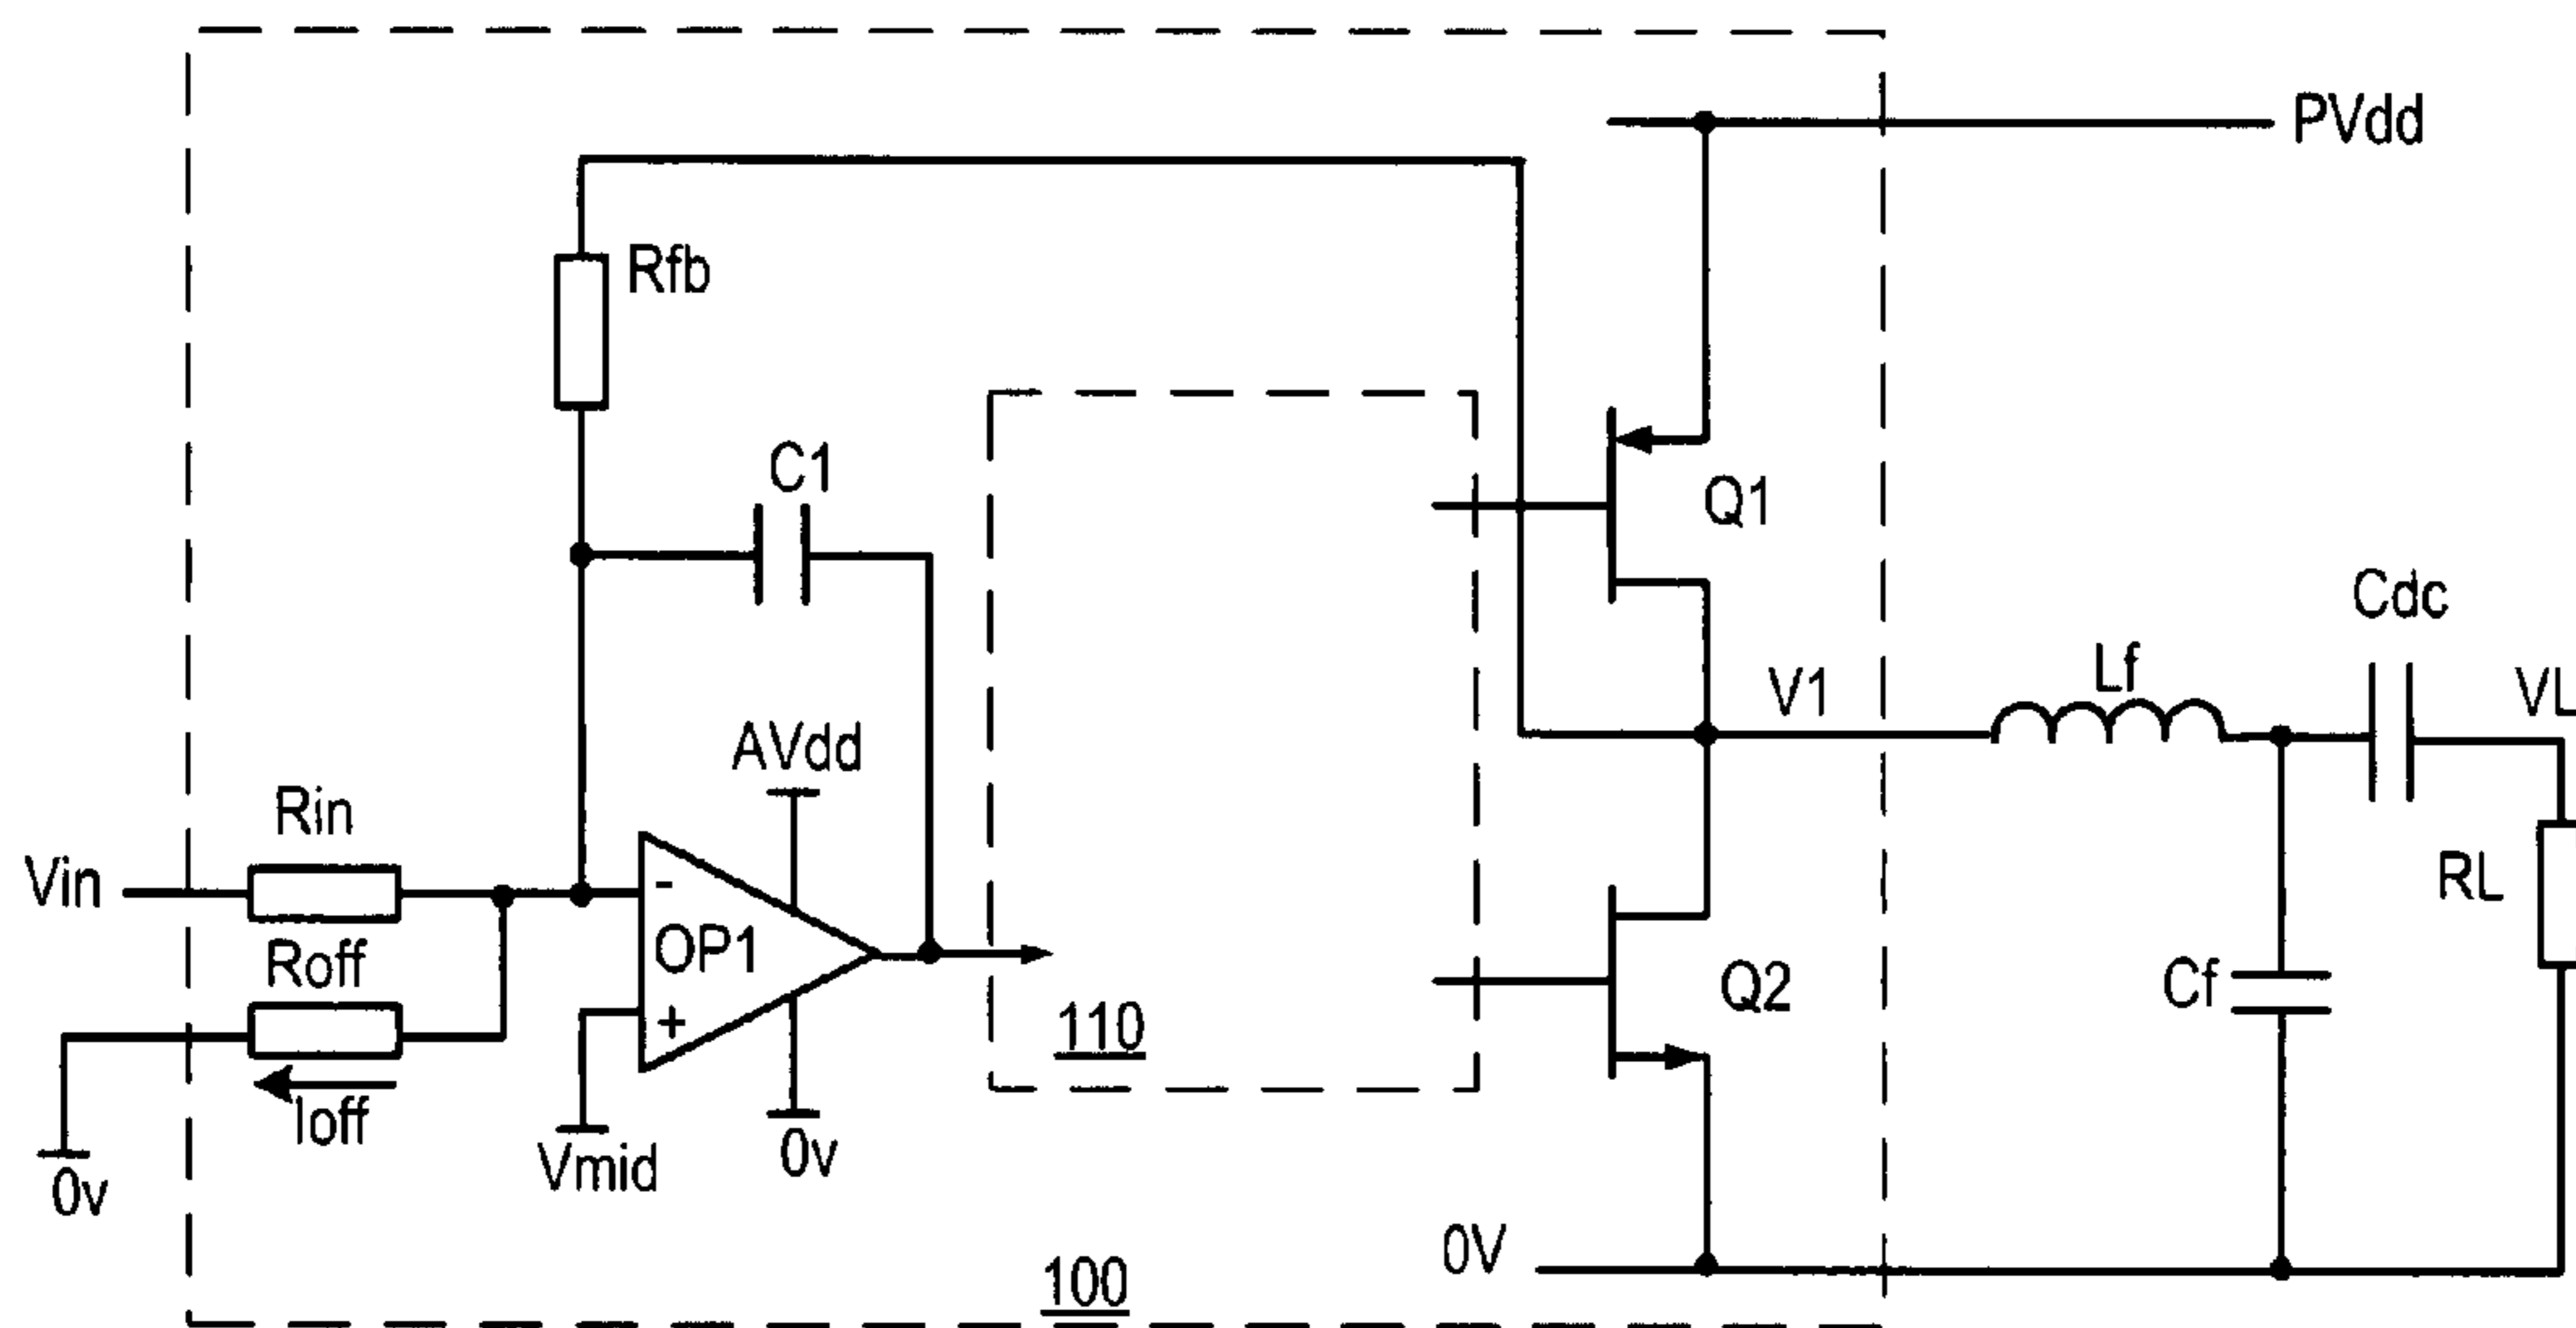 PVdd
Rfb
C1
Q1
Cdc
Lf
V1
VL
AVdd
Rin
Vin
-
OP1
RL
Roff
Q2
Cf
+
110
Ioff
Vmid
0v
0v
0V
100